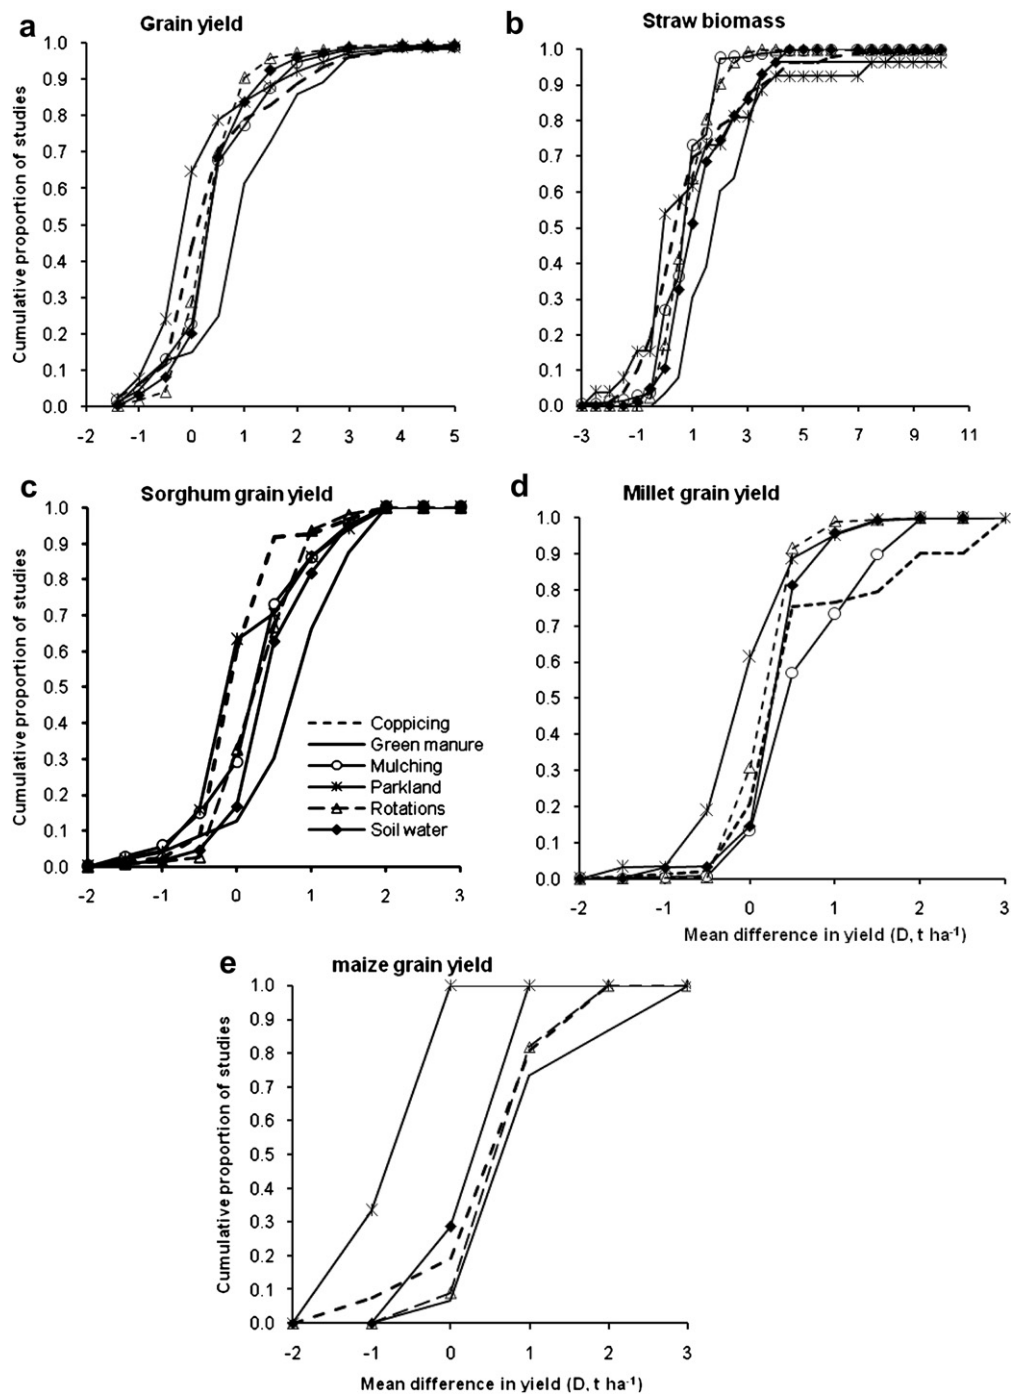 a
Grain yield
Cumulative proportion of studies
1.0
0.9
0.8
0.7
0.6
0.5
0.4
0.3
0.2
0.1
0.0
-2 -1 0 1 2 3 4 5
b
Straw biomass
1.0
0.9
0.8
0.7
0.6
0.5
0.4
0.3
0.2
0.1
0.0
-3 -1 1 3 5 7 9 11
c
Sorghum grain yield
Cumulative proportion of studies
1.0
0.9
0.8
0.7
0.6
0.5
0.4
0.3
0.2
0.1
0.0
-2 -1 0 1 2 3
Coppicing
Green manure
Mulching
Parkland
Rotations
Soil water
d
Millet grain yield
1.0
0.9
0.8
0.7
0.6
0.5
0.4
0.3
0.2
0.1
0.0
-2 -1 0 1 2 3
Mean difference in yield (D, t ha⁻¹)
e
maize grain yield
Cumulative proportion of studies
1.0
0.9
0.8
0.7
0.6
0.5
0.4
0.3
0.2
0.1
0.0
-2 -1 0 1 2 3
Mean difference in yield (D, t ha⁻¹)